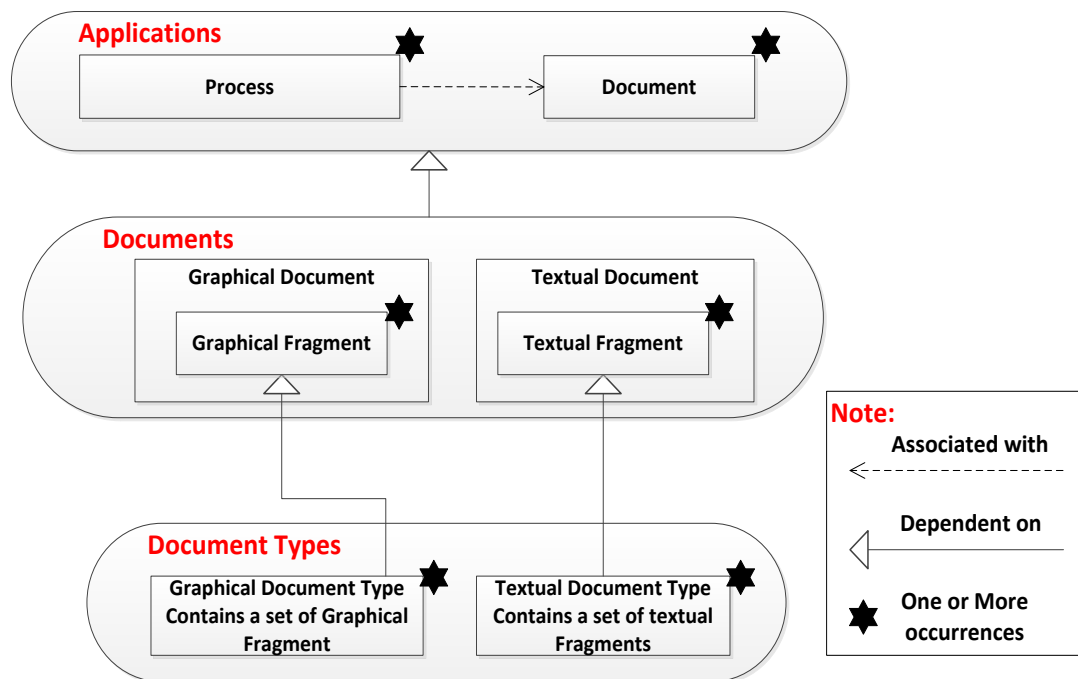 Applications
Process
Document
Documents
Graphical Document
Textual Document
Graphical Fragment
Textual Fragment
Note:
Associated with
Dependent on
One or More
occurrences
Document Types
Graphical Document Type
Contains a set of Graphical
Fragment
Textual Document Type
Contains a set of textual
Fragments